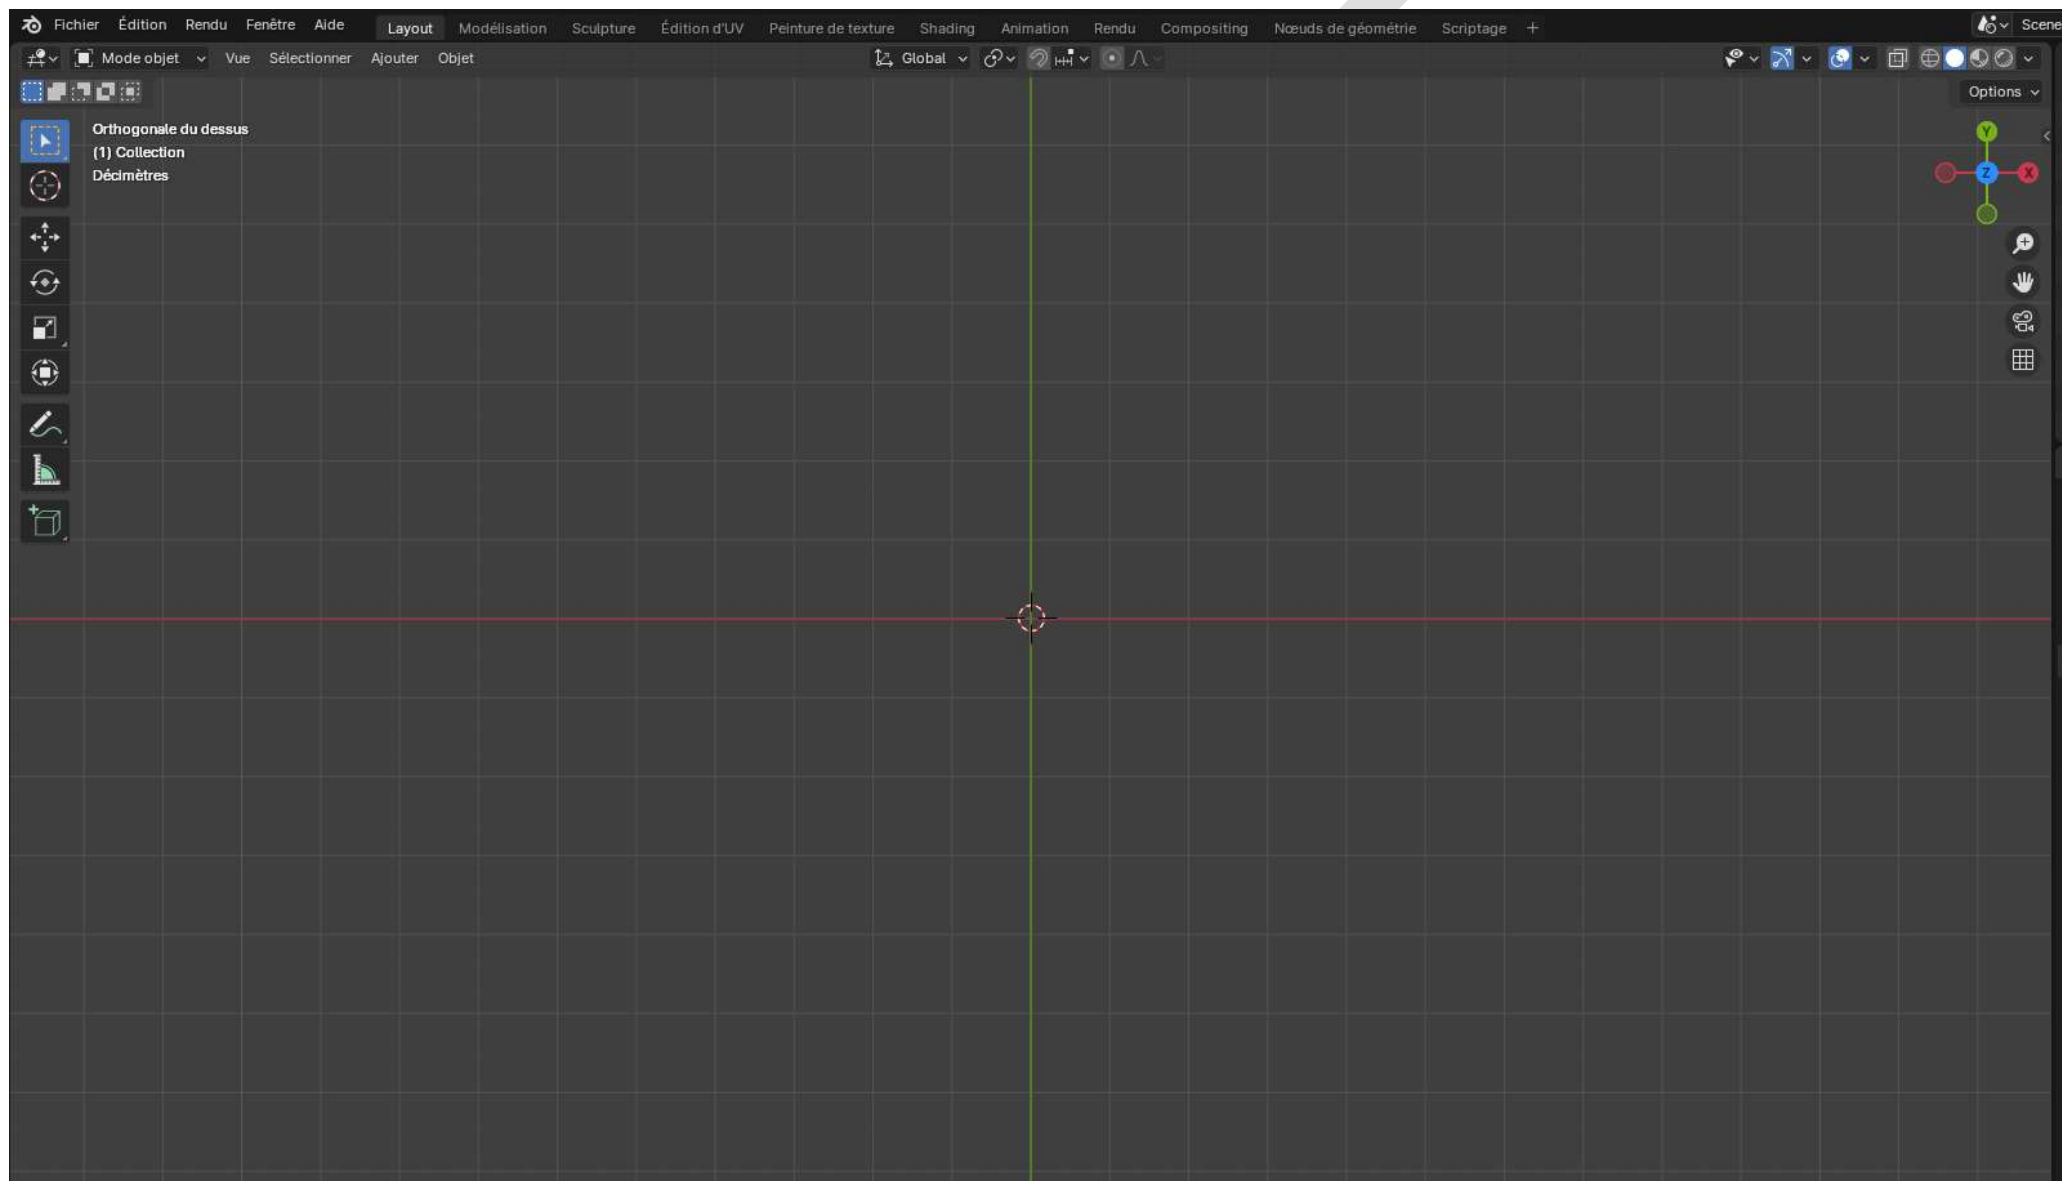 Fichier Édition Rendu Fenêtre Aide Layout Modélisation Sculpture Édition d'UV Peinture de texture Shading Animation Rendu Compositing Nœuds de géométrie Scriptage + Scene
Mode objet Vue Sélectionner Ajouter Objet Global
Options
Orthogonale du dessus
(1) Collection
Décimètres
Y
Z X